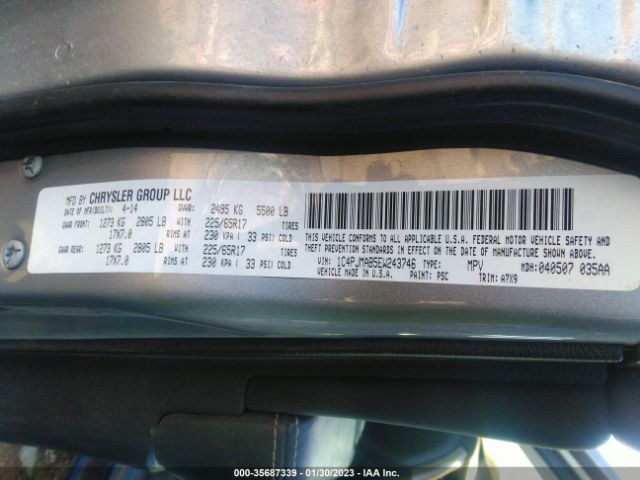 MFD BY CHRYSLER GROUP LLC
DATE OF MFR(BUILT): 4-14 GVWR: 2495 KG 5500 LB
GAWR FRONT: 1273 KG 2805 LB WITH 225/65R17 TIRES
17X7.0 RIMS AT 230 KPA ( 33 PSI) COLD
GAWR REAR: 1273 KG 2805 LB WITH 225/65R17 TIRES
17X7.0 RIMS AT 230 KPA ( 33 PSI) COLD
THIS VEHICLE CONFORMS TO ALL APPLICABLE U.S.A. FEDERAL MOTOR VEHICLE SAFETY AND
THEFT PREVENTION STANDARDS IN EFFECT ON THE DATE OF MANUFACTURE SHOWN ABOVE.
VIN: 1C4PJMAB5EW243746 TYPE: MPV MDH: 040507 035AA
VEHICLE MADE IN U.S.A. PAINT: PSC TRIM: A7X9
000-35687339 - 01/30/2023 - IAA Inc.